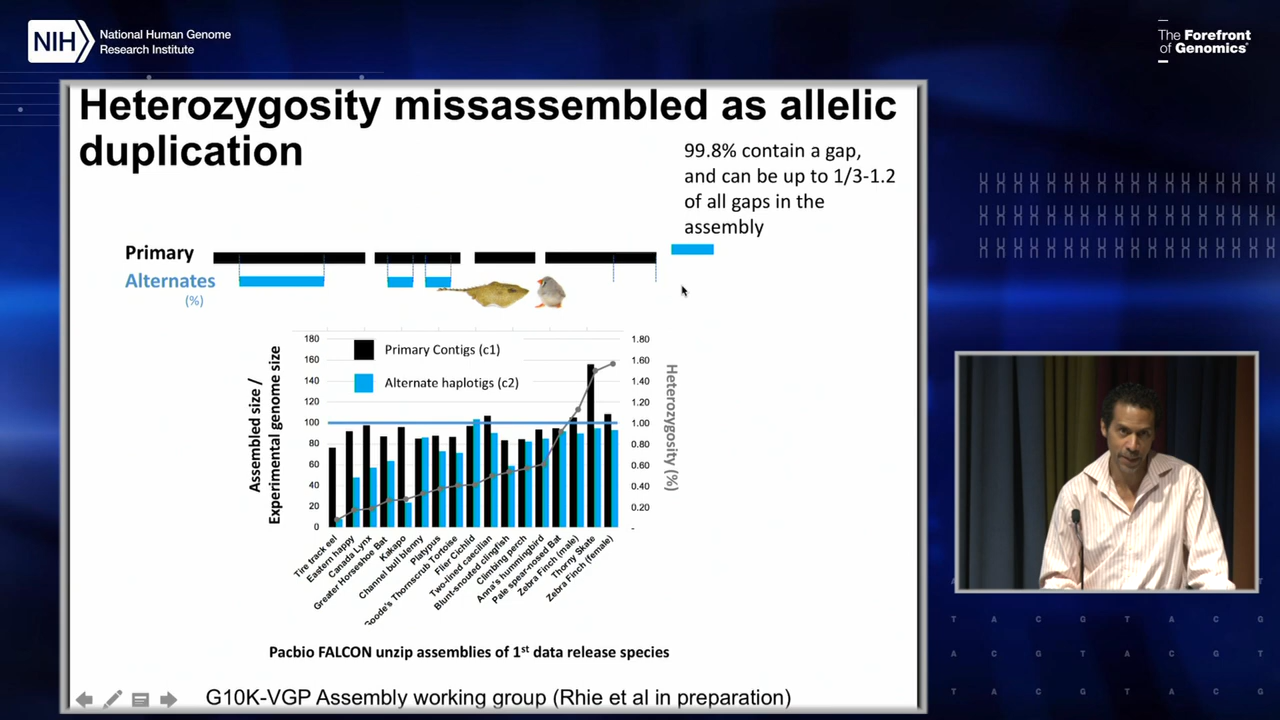 NIH
National Human Genome
Research Institute
The Forefront
of Genomics®
Heterozygosity missassembled as allelic
duplication
99.8% contain a gap,
and can be up to 1/3-1.2
of all gaps in the
assembly
Primary
Alternates
(%)
Assembled size /
Experimental genome size
180
160
140
120
100
80
60
40
20
0
Primary Contigs (c1)
Alternate haplotigs (c2)
1.80
1.60
1.40
1.20
1.00
0.80
0.60
0.40
0.20
-
Heterozygosity (%)
Tire track eel
Eastern happy
Canada Lynx
Greater Horseshoe Bat
Kakapo
Channel bull blenny
Platypus
Goode's Thornscrub Tortoise
Flier Cichlid
Two-lined caecilian
Blunt-snouted clingfish
Climbing perch
Anna's hummingbird
Pale spear-nosed Bat
Zebra Finch (male)
Thorny Skate
Zebra Finch (female)
Pacbio FALCON unzip assemblies of 1st data release species
G10K-VGP Assembly working group (Rhie et al in preparation)
T A C G T A C G T
A C G T A C G T
T A C G T A C G